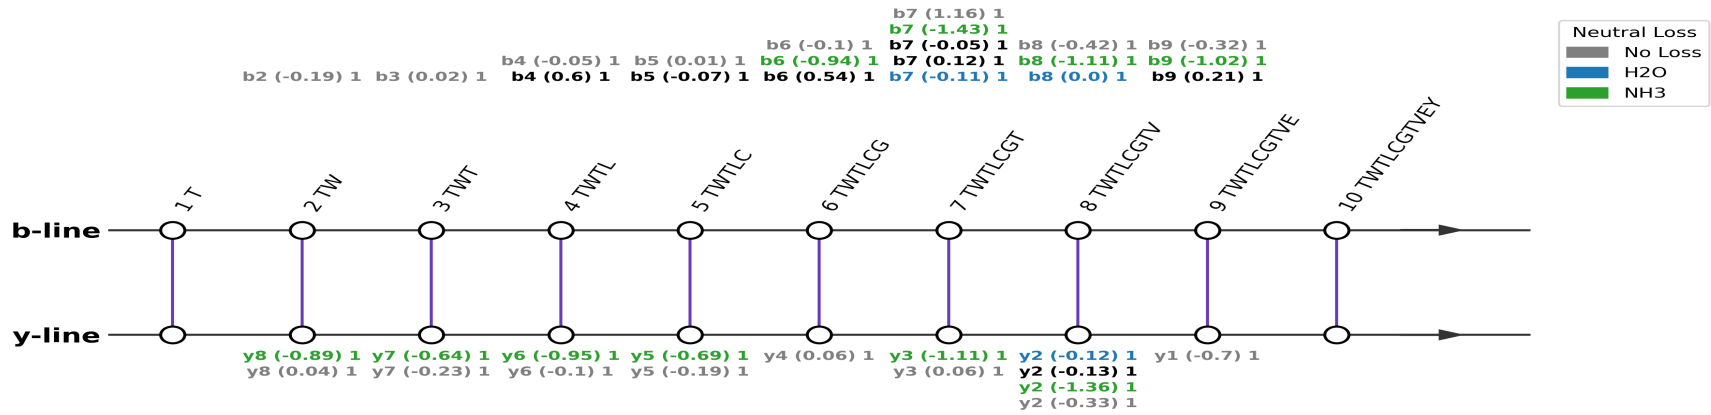 b7 (1.16) 1
b7 (-1.43) 1
b6 (-0.1) 1 b7 (-0.05) 1 b8 (-0.42) 1 b9 (-0.32) 1
b4 (-0.05) 1 b5 (0.01) 1 b6 (-0.94) 1 b7 (0.12) 1 b8 (-1.11) 1 b9 (-1.02) 1
b2 (-0.19) 1 b3 (0.02) 1 b4 (0.6) 1 b5 (-0.07) 1 b6 (0.54) 1 b7 (-0.11) 1 b8 (0.0) 1 b9 (0.21) 1
Neutral Loss
No Loss
H2O
NH3
1 T
2 TW
3 TWT
4 TWTL
5 TWTLC
6 TWTLCG
7 TWTLCGT
8 TWTLCGTV
9 TWTLCGTVE
10 TWTLCGTVEY
b-line
y-line
y8 (-0.89) 1 y7 (-0.64) 1 y6 (-0.95) 1 y5 (-0.69) 1 y4 (0.06) 1 y3 (-1.11) 1 y2 (-0.12) 1 y1 (-0.7) 1
y8 (0.04) 1 y7 (-0.23) 1 y6 (-0.1) 1 y5 (-0.19) 1 y3 (0.06) 1 y2 (-0.13) 1
y2 (-1.36) 1
y2 (-0.33) 1